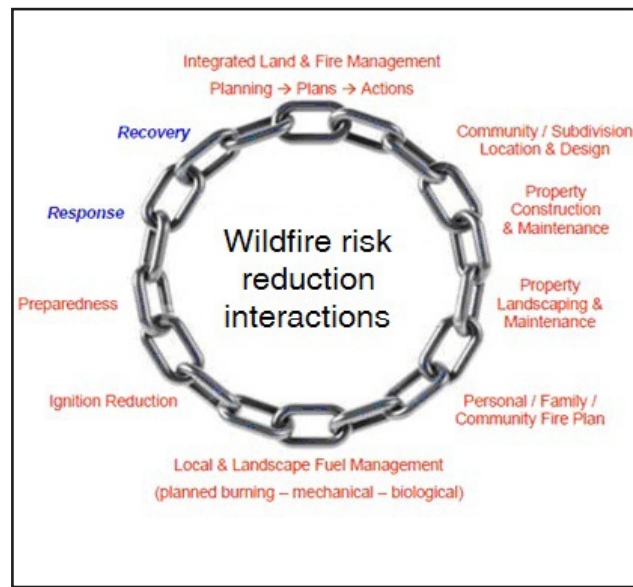 Integrated Land & Fire Management
Planning → Plans → Actions
Community / Subdivision
Location & Design
Property
Construction
& Maintenance
Property
Landscaping &
Maintenance
Personal / Family /
Community Fire Plan
Local & Landscape Fuel Management
(planned burning – mechanical – biological)
Ignition Reduction
Preparedness
Response
Recovery
Wildfire risk
reduction
interactions